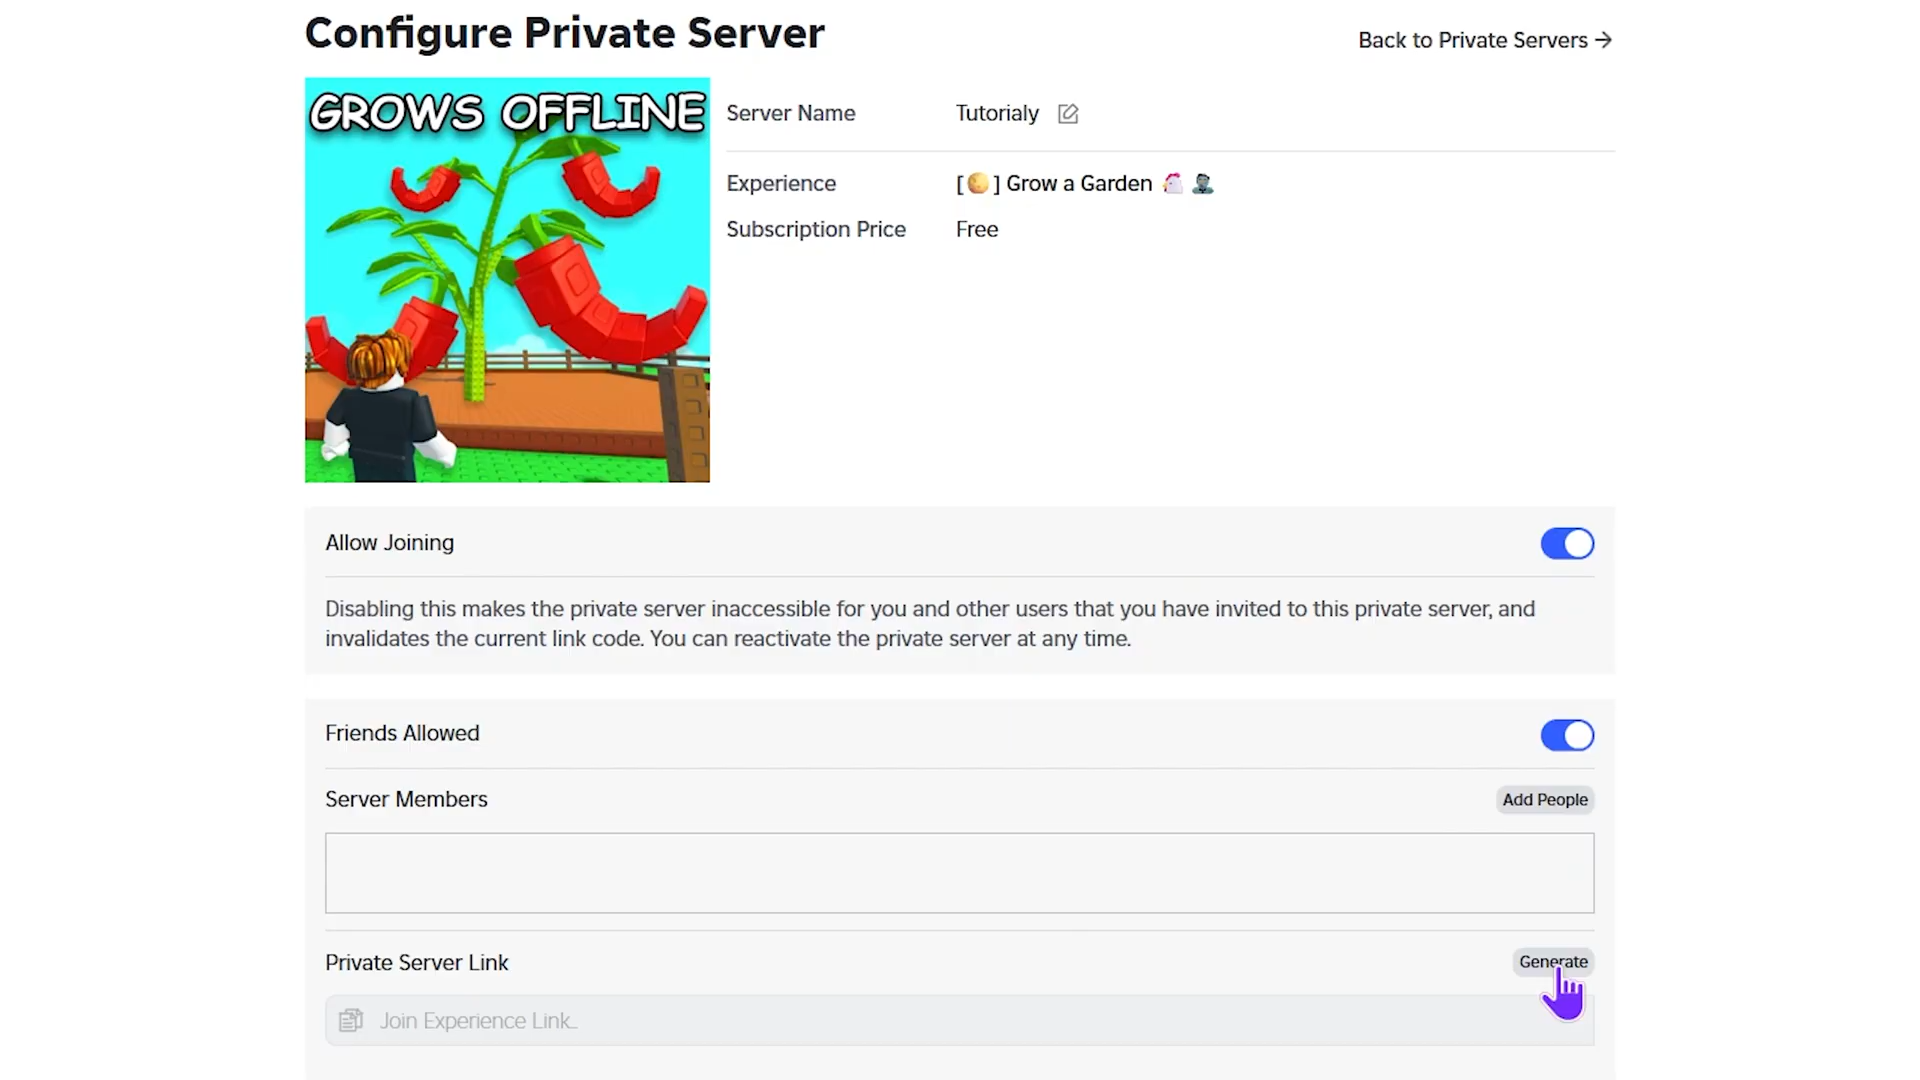 Configure Private Server
Back to Private Servers →
GROWS OFFLINE
Server Name
Tutorialy
Experience
[🌕] Grow a Garden 🐔 🧟
Subscription Price
Free
Allow Joining
Disabling this makes the private server inaccessible for you and other users that you have invited to this private server, and
invalidates the current link code. You can reactivate the private server at any time.
Friends Allowed
Server Members
Add People
Private Server Link
Generate
Join Experience Link..